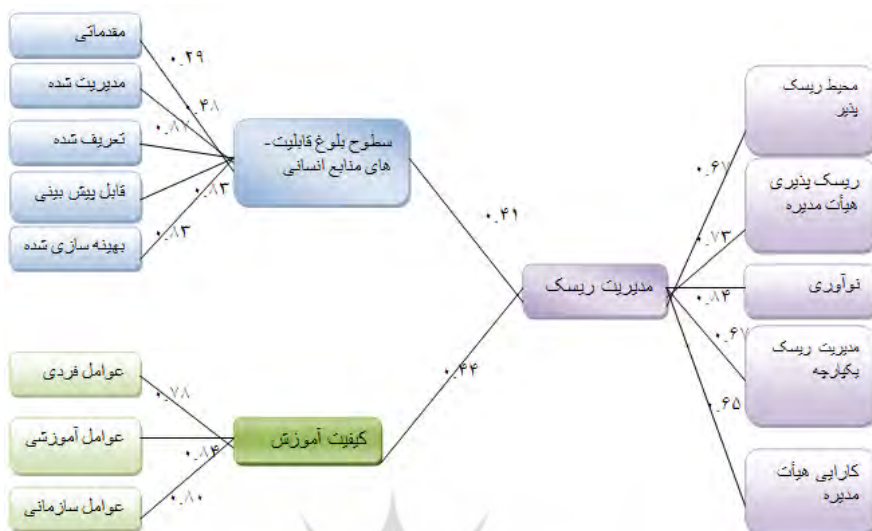 مقدماتی
مدیریت شده
تعریف شده
قابل پیش بینی
بهینه سازی شده
۰.۲۹
۰.۴۸
۰.۸۷
۰.۸۳
۰.۸۳
سطوح بلوغ قابلیت-
های منابع انسانی
عوامل فردی
عوامل آموزشی
عوامل سازمانی
۰.۷۸
۰.۸۴
۰.۸۰
کیفیت آموزش
۰.۴۱
۰.۴۴
مدیریت ریسک
۰.۶۷
۰.۷۳
۰.۸۴
۰.۶۷
۰.۶۵
محیط ریسک
پذیر
ریسک پذیری
هیأت مدیره
نوآوری
مدیریت ریسک
یکپارچه
کارایی هیأت
مدیره